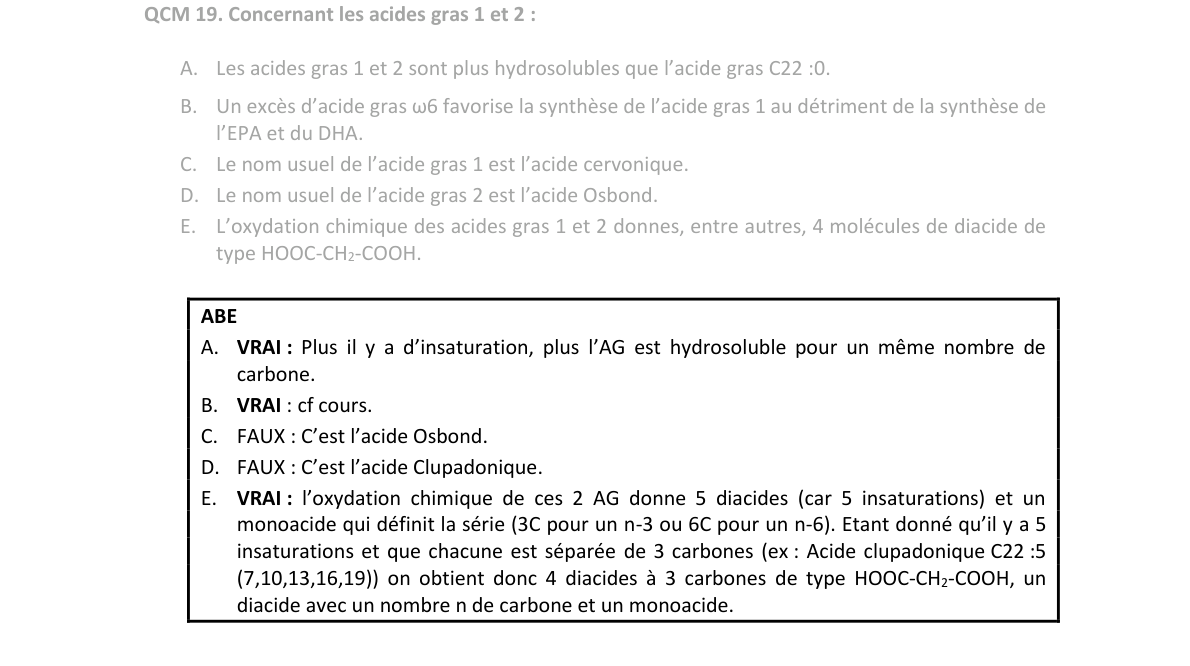 QCM 19. Concernant les acides gras 1 et 2 :
A. Les acides gras 1 et 2 sont plus hydrosolubles que l’acide gras C22 :0.
B. Un excès d’acide gras ω6 favorise la synthèse de l’acide gras 1 au détriment de la synthèse de
l’EPA et du DHA.
C. Le nom usuel de l’acide gras 1 est l’acide cervonique.
D. Le nom usuel de l’acide gras 2 est l’acide Osbond.
E. L’oxydation chimique des acides gras 1 et 2 donnes, entre autres, 4 molécules de diacide de
type HOOC-CH₂-COOH.
ABE
A. VRAI : Plus il y a d’insaturation, plus l’AG est hydrosoluble pour un même nombre de
carbone.
B. VRAI : cf cours.
C. FAUX : C’est l’acide Osbond.
D. FAUX : C’est l’acide Clupadonique.
E. VRAI : l’oxydation chimique de ces 2 AG donne 5 diacides (car 5 insaturations) et un
monoacide qui définit la série (3C pour un n-3 ou 6C pour un n-6). Etant donné qu’il y a 5
insaturations et que chacune est séparée de 3 carbones (ex : Acide clupadonique C22 :5
(7,10,13,16,19)) on obtient donc 4 diacides à 3 carbones de type HOOC-CH₂-COOH, un
diacide avec un nombre n de carbone et un monoacide.